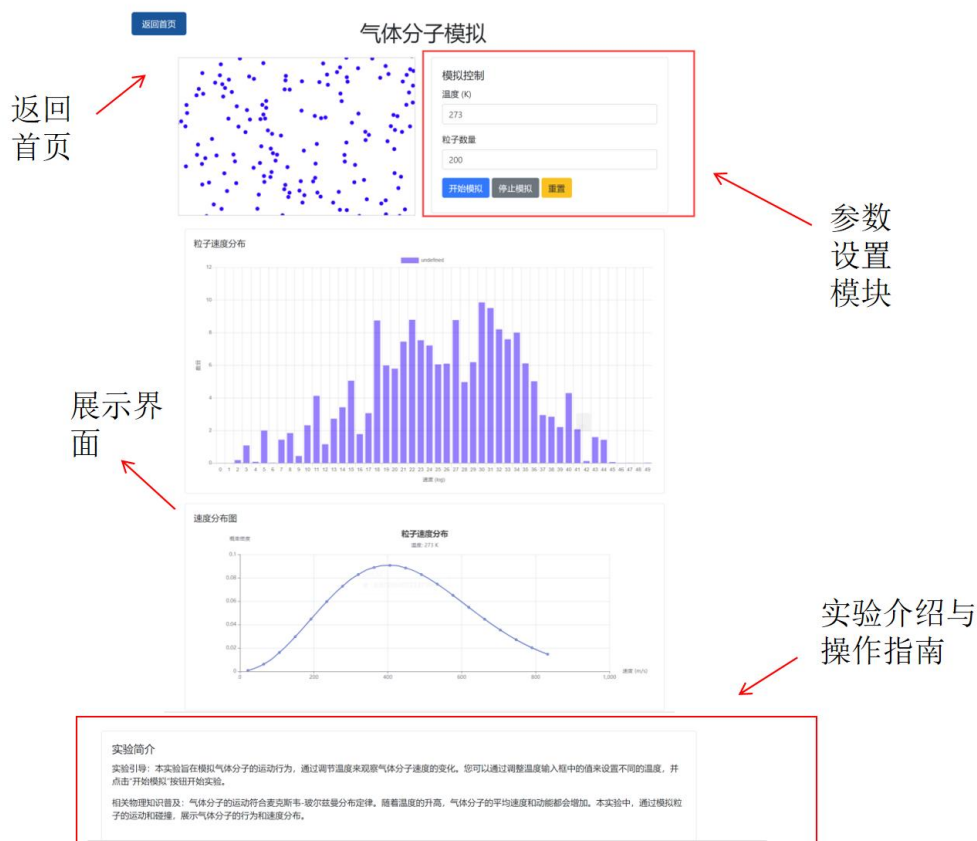 返回首页
气体分子模拟
返回
首页
模拟控制
温度 (K)
273
粒子数量
200
开始模拟 停止模拟 重置
参数
设置
模块
粒子速度分布
undefined
12
10
8
6
4
2
0
数量
0 1 2 3 4 5 6 7 8 9 10 11 12 13 14 15 16 17 18 19 20 21 22 23 24 25 26 27 28 29 30 31 32 33 34 35 36 37 38 39 40 41 42 43 44 45 46 47 48 49
速度 (log)
展示界
面
速度分布图
粒子速度分布
温度: 273 K
概率密度
0.1
0.08
0.06
0.04
0.02
0
0 200 400 600 800 1,000
速度 (m/s)
实验介绍与
操作指南
实验简介
实验引导：本实验旨在模拟气体分子的运动行为，通过调节温度来观察气体分子速度的变化。您可以通过调整温度输入框中的值来设置不同的温度，并
点击"开始模拟"按钮开始实验。
相关物理知识普及：气体分子的运动符合麦克斯韦-玻尔兹曼分布定律。随着温度的升高，气体分子的平均速度和动能都会增加。本实验中，通过模拟粒
子的运动和碰撞，展示气体分子的行为和速度分布。